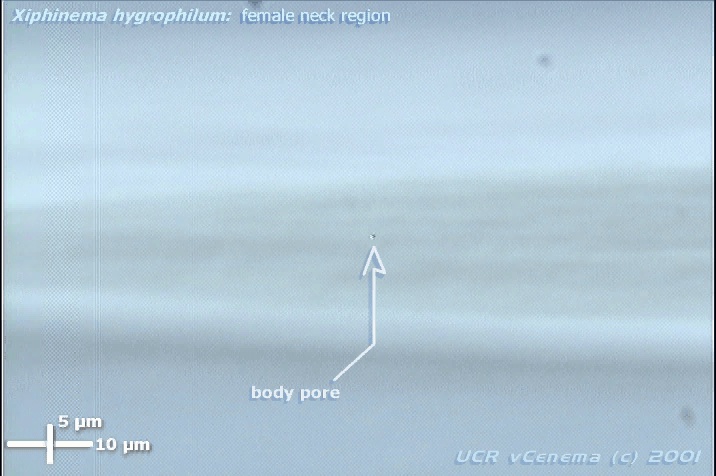 Xiphinema hygrophilum: female neck region
body pore
5 µm
10 µm
UCR vCenema (c) 2001